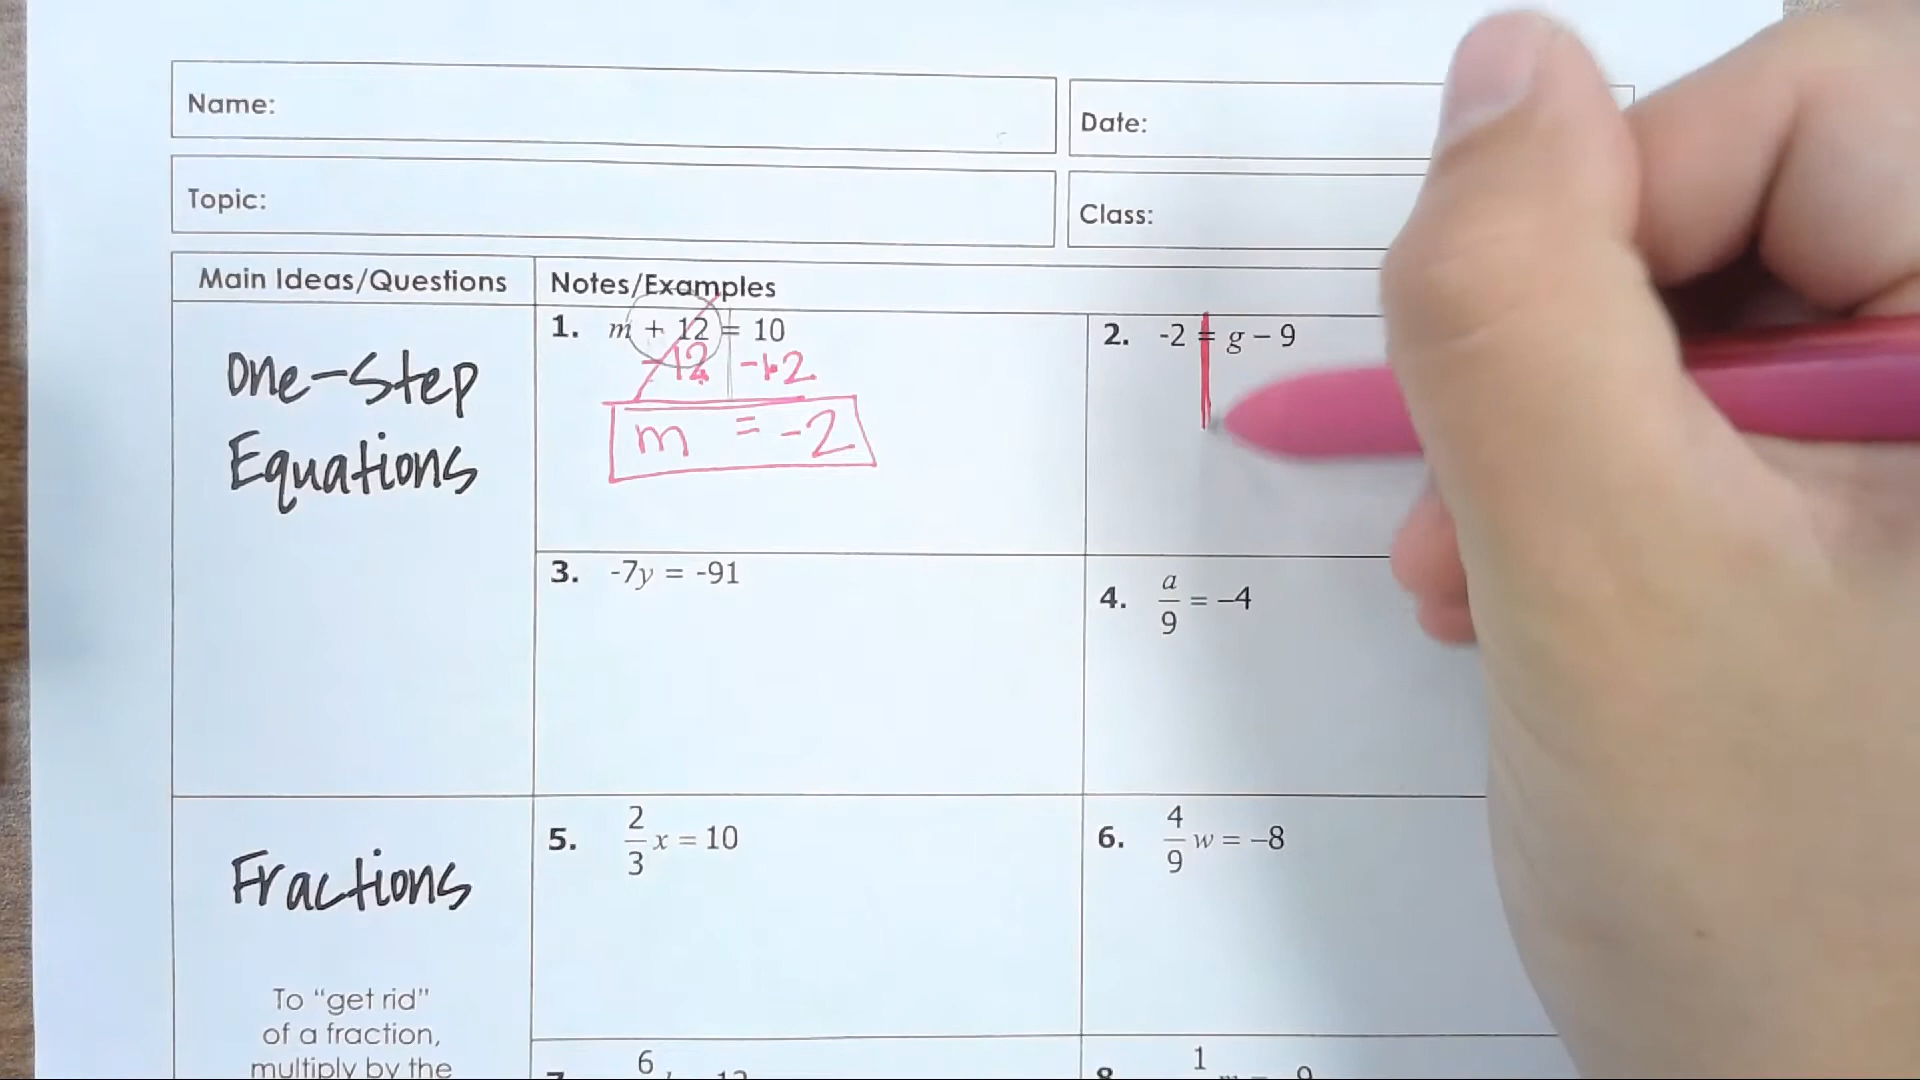 Name:
Date:
Topic:
Class:
Main Ideas/Questions
Notes/Examples
One-Step
Equations
1. m + 12 = 10
-12 -12
m = -2
2. -2 = g – 9
3. -7y = -91
4. a/9 = –4
Fractions
To “get rid”
of a fraction,
multiply by the
5. 2/3 x = 10
6. 4/9 w = –8
6
1